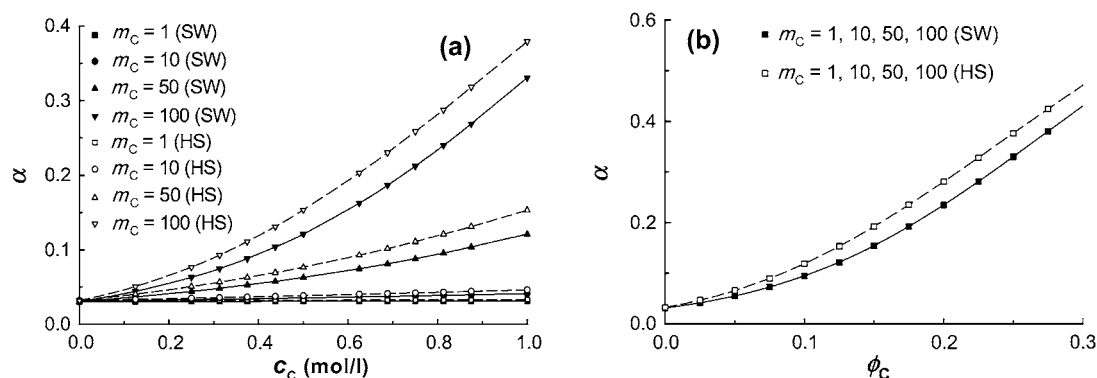 (a)
m_C = 1 (SW)
m_C = 10 (SW)
m_C = 50 (SW)
m_C = 100 (SW)
m_C = 1 (HS)
m_C = 10 (HS)
m_C = 50 (HS)
m_C = 100 (HS)
α
0.4
0.3
0.2
0.1
0.0
0.0 0.2 0.4 0.6 0.8 1.0
c_C (mol/l)
(b)
m_C = 1, 10, 50, 100 (SW)
m_C = 1, 10, 50, 100 (HS)
α
0.6
0.4
0.2
0.0
0.0 0.1 0.2 0.3
ϕ_C